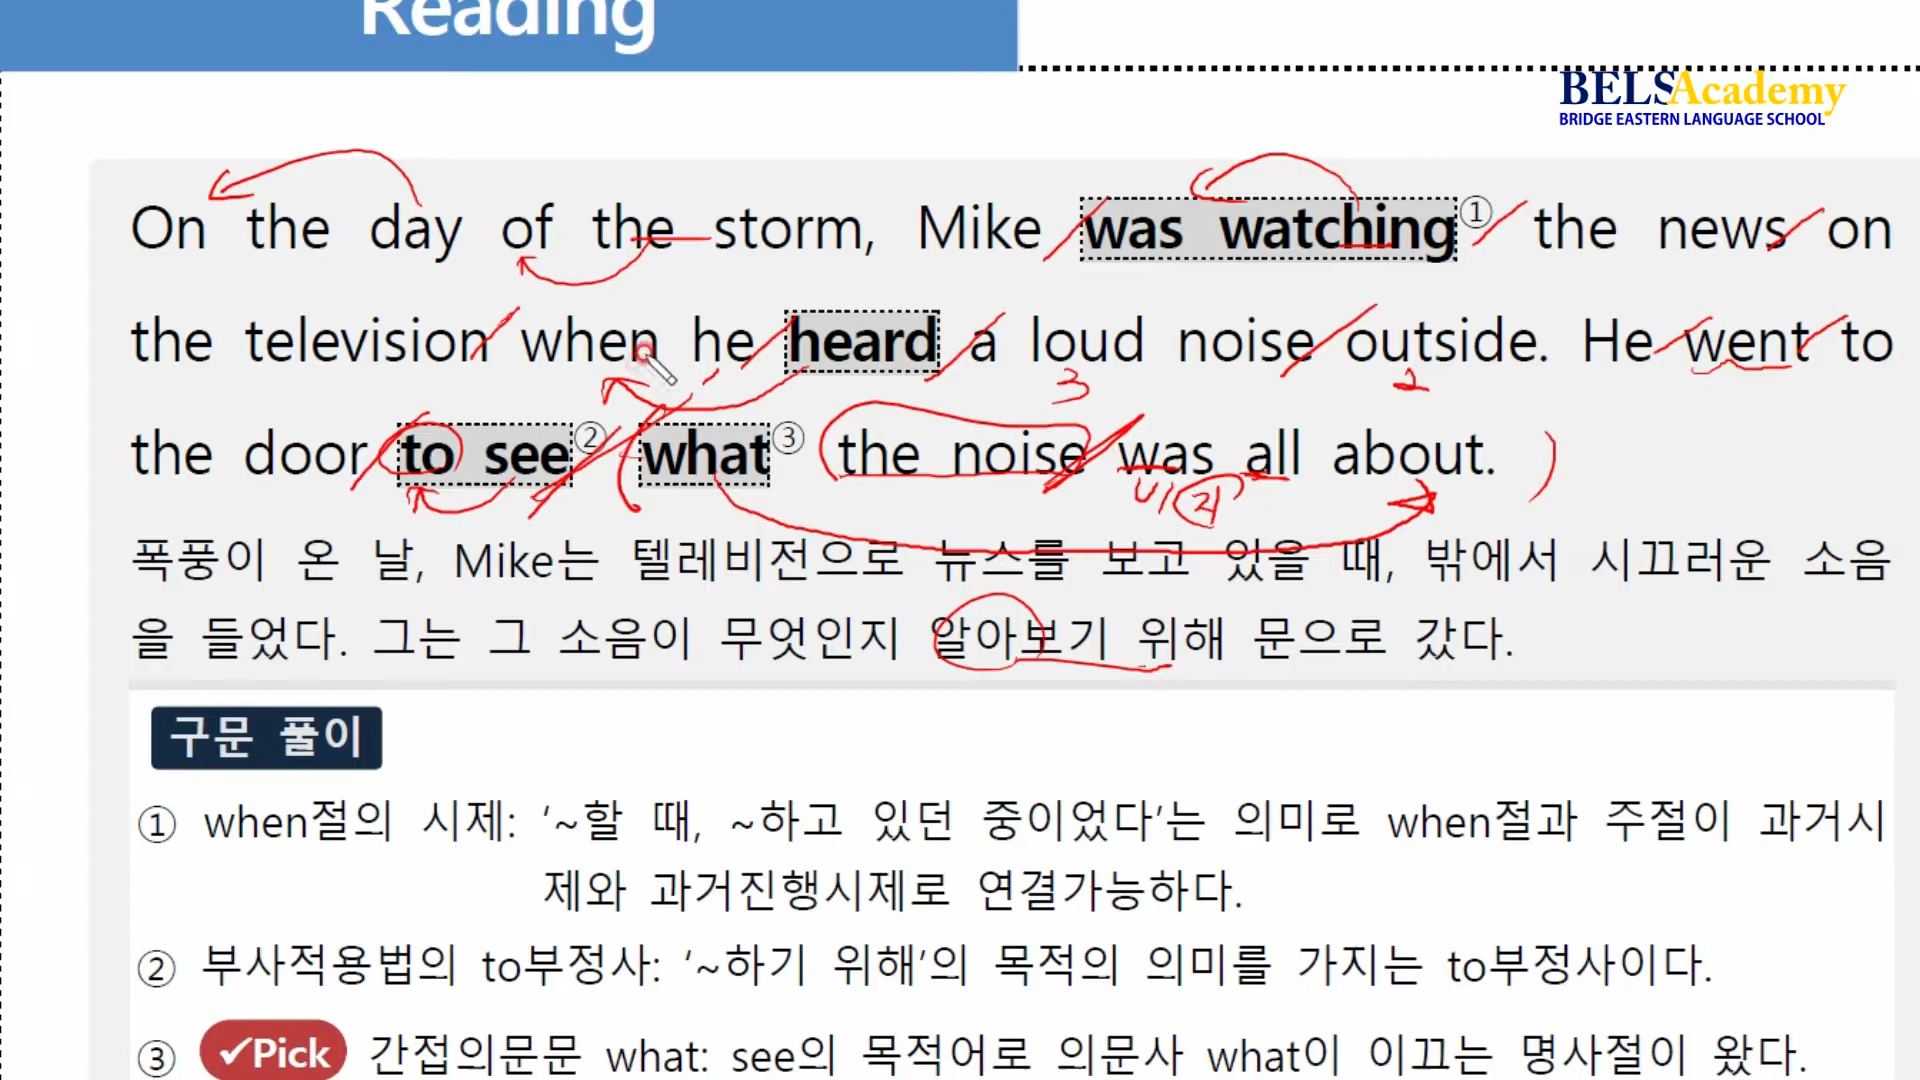 Reading
BELSAcademy
BRIDGE EASTERN LANGUAGE SCHOOL
On the day of the storm, Mike was watching① the news on
the television when he heard a loud noise outside. He went to
3 2
the door to see② what③ the noise was all about.
폭풍이 온 날, Mike는 텔레비전으로 뉴스를 보고 있을 때, 밖에서 시끄러운 소음
을 들었다. 그는 그 소음이 무엇인지 알아보기 위해 문으로 갔다.
구문 풀이
① when절의 시제: ‘~할 때, ~하고 있던 중이었다’는 의미로 when절과 주절이 과거시
제와 과거진행시제로 연결가능하다.
② 부사적용법의 to부정사: ‘~하기 위해’의 목적의 의미를 가지는 to부정사이다.
③ ✔Pick 간접의문문 what: see의 목적어로 의문사 what이 이끄는 명사절이 왔다.